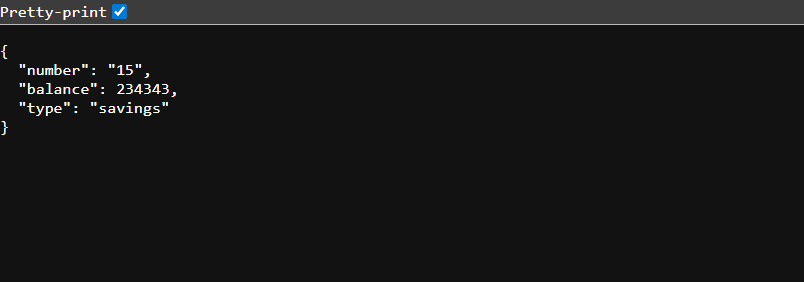 Pretty-print
{
  "number": "15",
  "balance": 234343,
  "type": "savings"
}